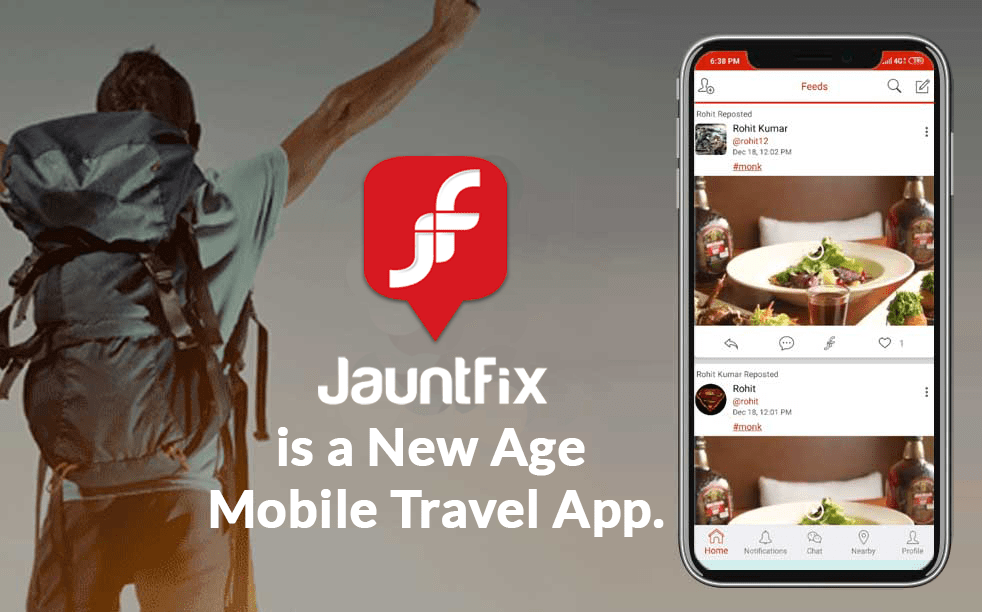 Jauntfix
is a New Age
Mobile Travel App.
6:38 PM
4G
Feeds
Rohit Reposted
Rohit Kumar
@rohit12
Dec 18, 12:02 PM
#monk
1
Rohit Kumar Reposted
Rohit
@rohit
Dec 18, 12:01 PM
#monk
Home Notifications Chat Nearby Profile